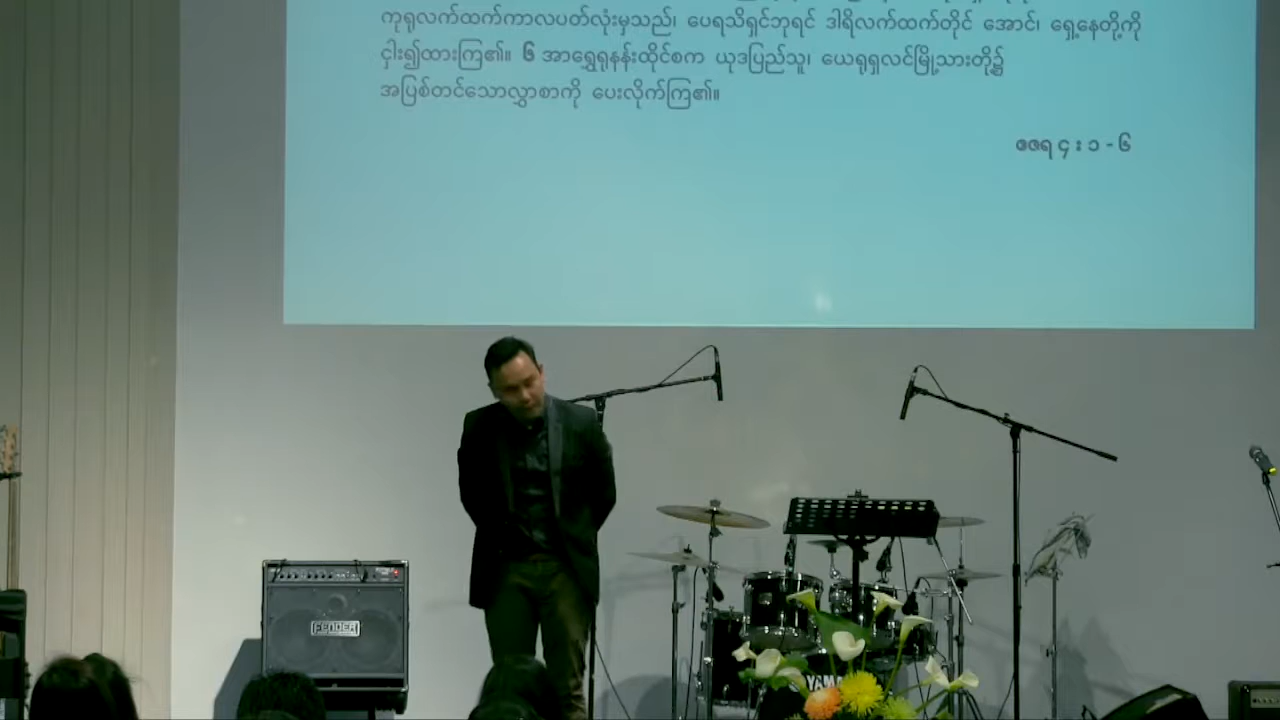 ကုရုလက်ထက်ကာလပတ်လုံးမှသည်၊ ပေရသိရှင်ဘုရင် ဒါရိလက်ထက်တိုင် အောင်၊ ရှေ့နေတို့ကို
ငှါး၍ထားကြ၏။ ၆ အာရွှေရုနန်းထိုင်စက ယုဒပြည်သူ၊ ယေရုရှလင်မြို့သားတို့၌
အပြစ်တင်သောလွှာစာကို ပေးလိုက်ကြ၏။
ဧဇရ ၄ : ၁ - ၆
FENDER
YAMA